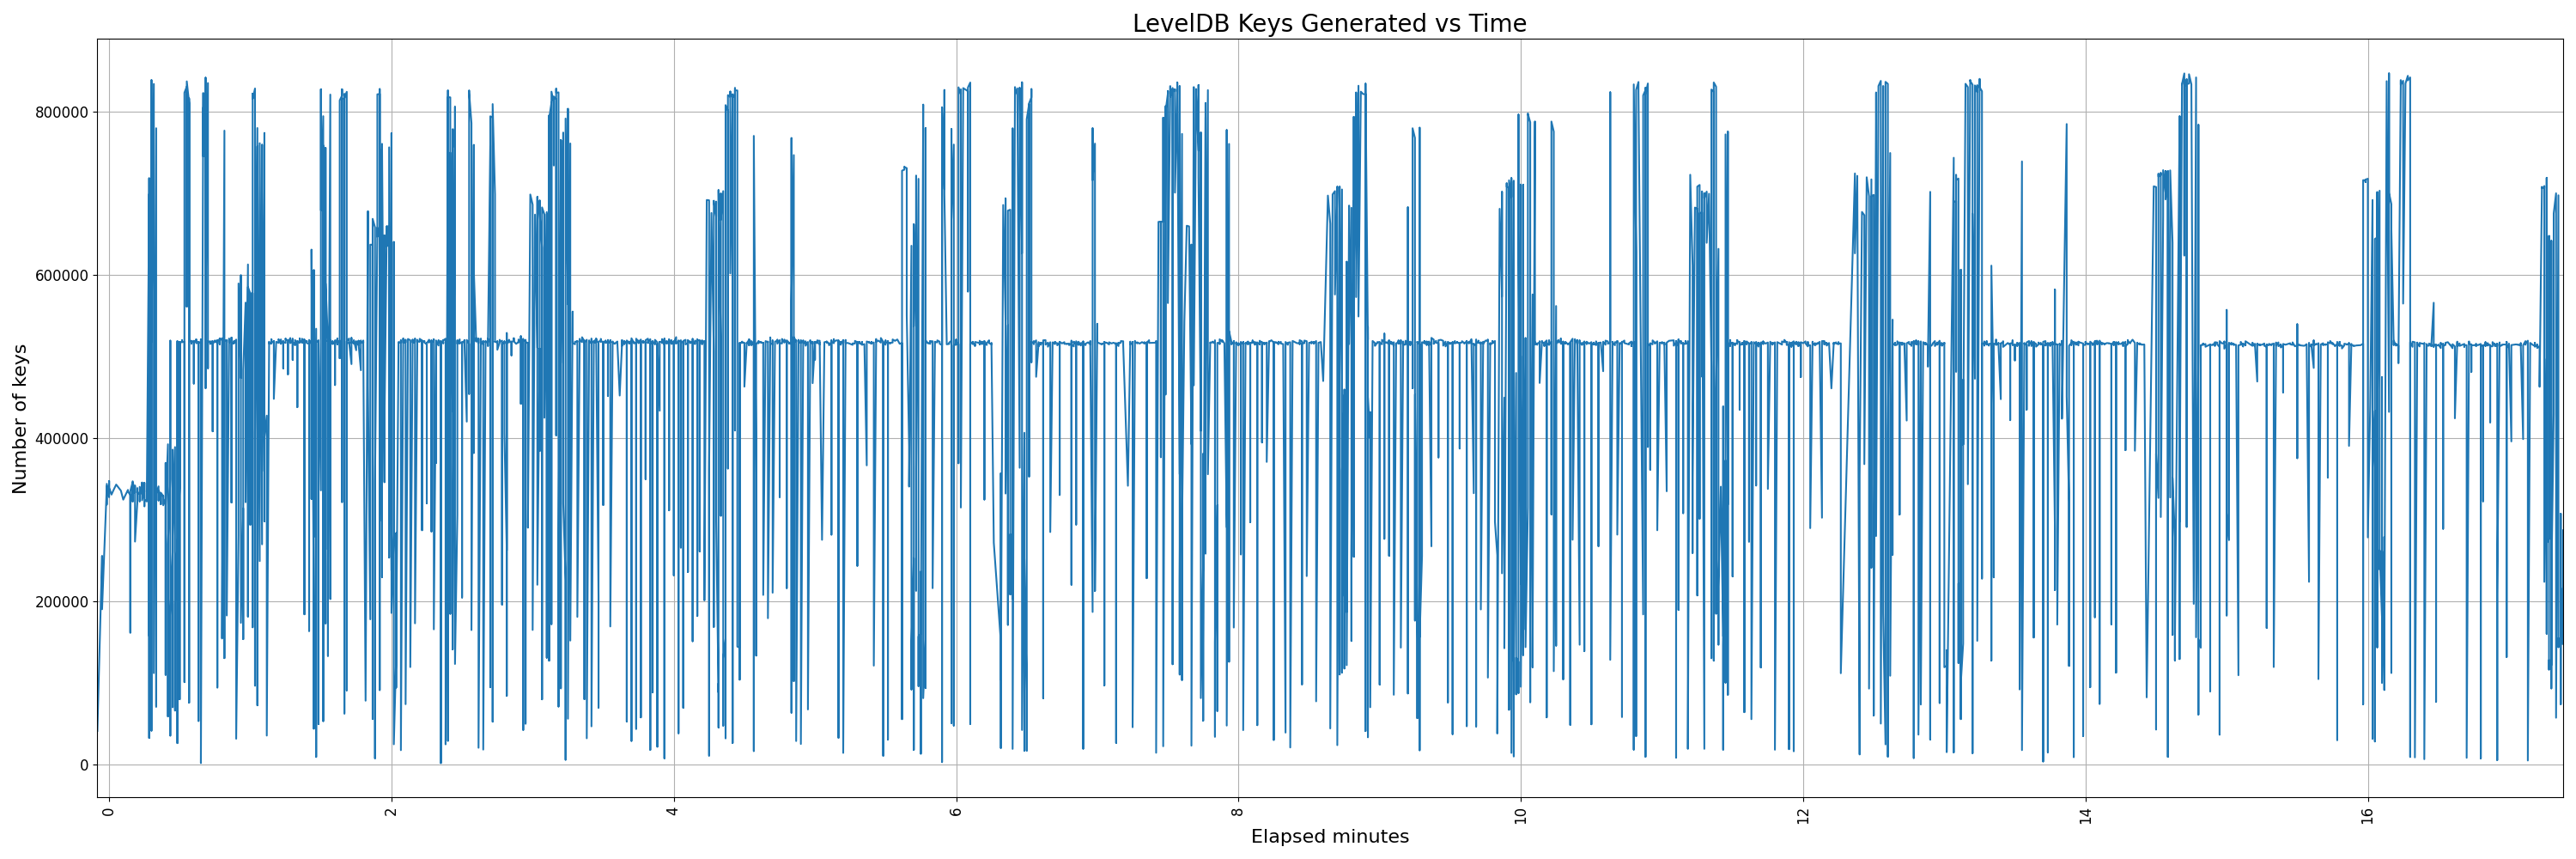 LevelDB Keys Generated vs Time
Number of keys
800000
600000
400000
200000
0
0 2 4 6 8 10 12 14 16
Elapsed minutes